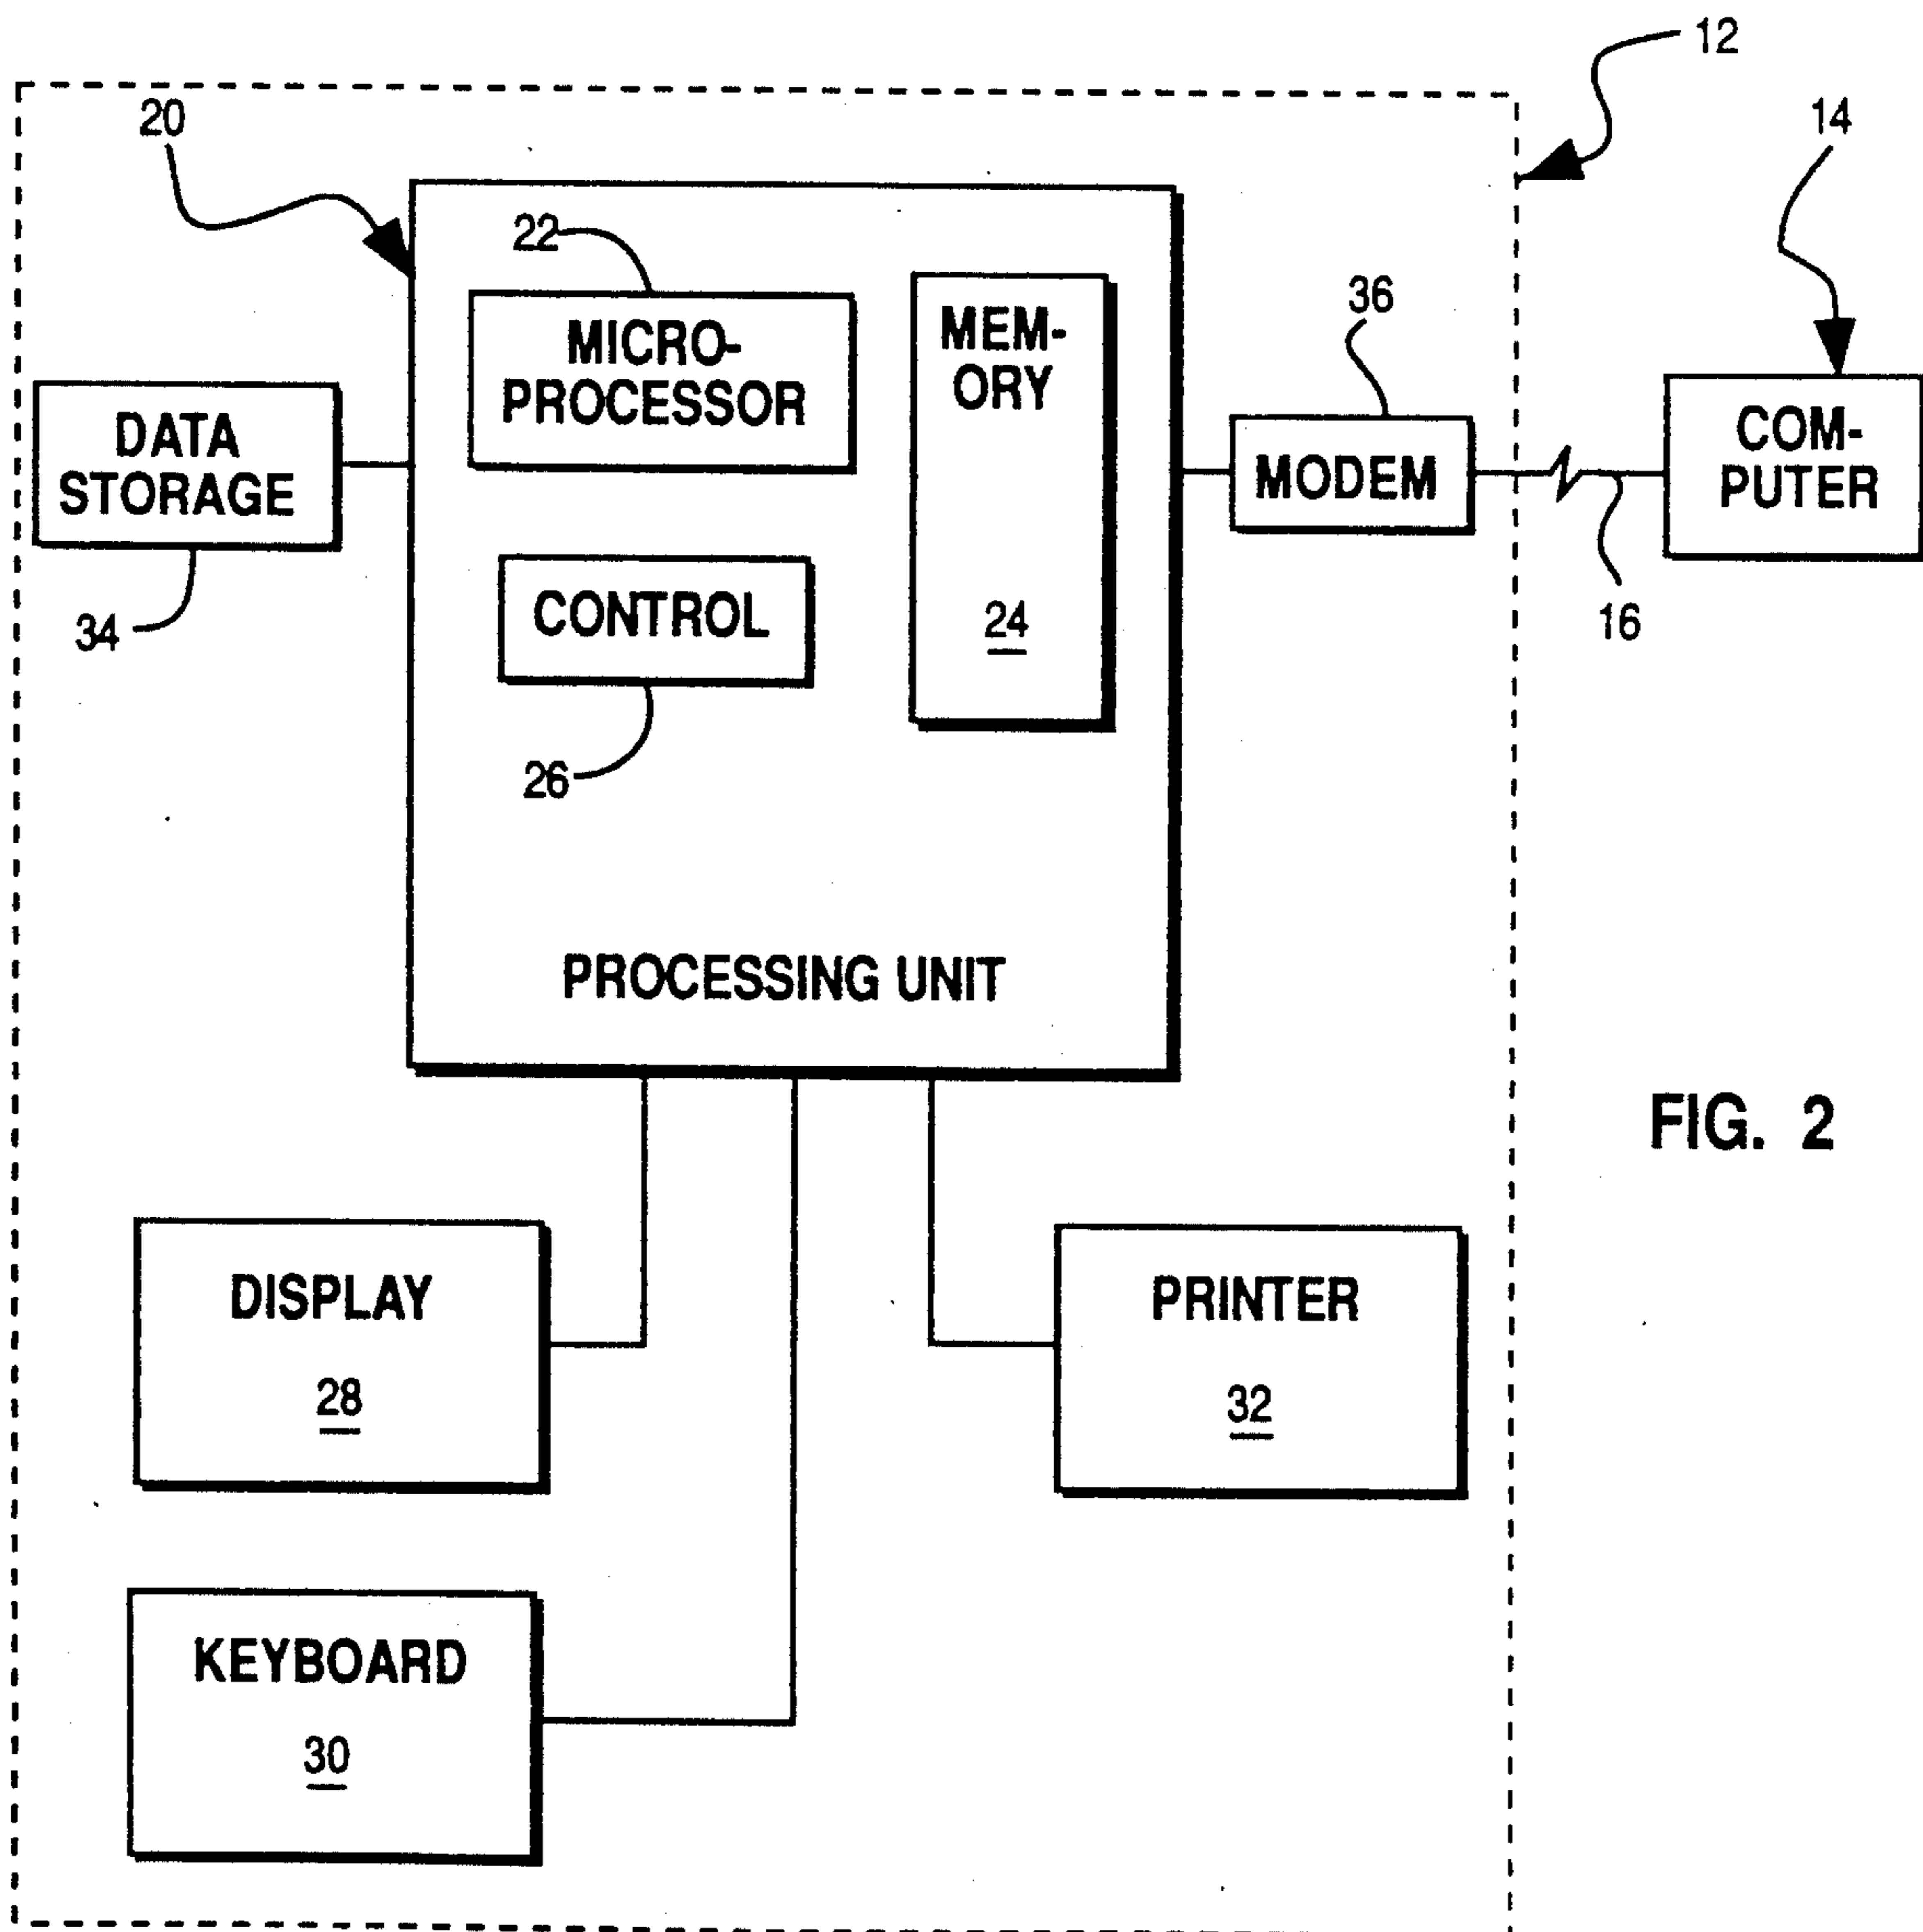 12
20
14
22
36
MICRO-
PROCESSOR
MEM-
ORY
DATA
STORAGE
MODEM
COM-
PUTER
CONTROL
24
16
34
26
PROCESSING UNIT
FIG. 2
DISPLAY
28
PRINTER
32
KEYBOARD
30